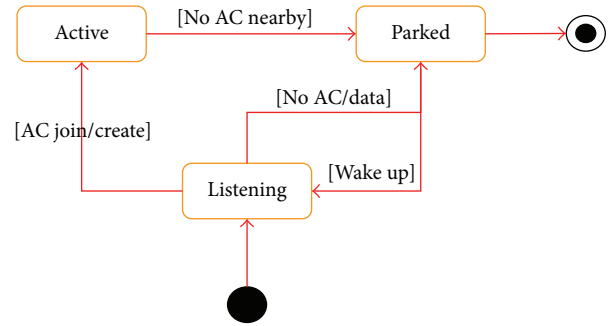 [No AC nearby]
Active
Parked
[No AC/data]
[AC join/create]
[Wake up]
Listening